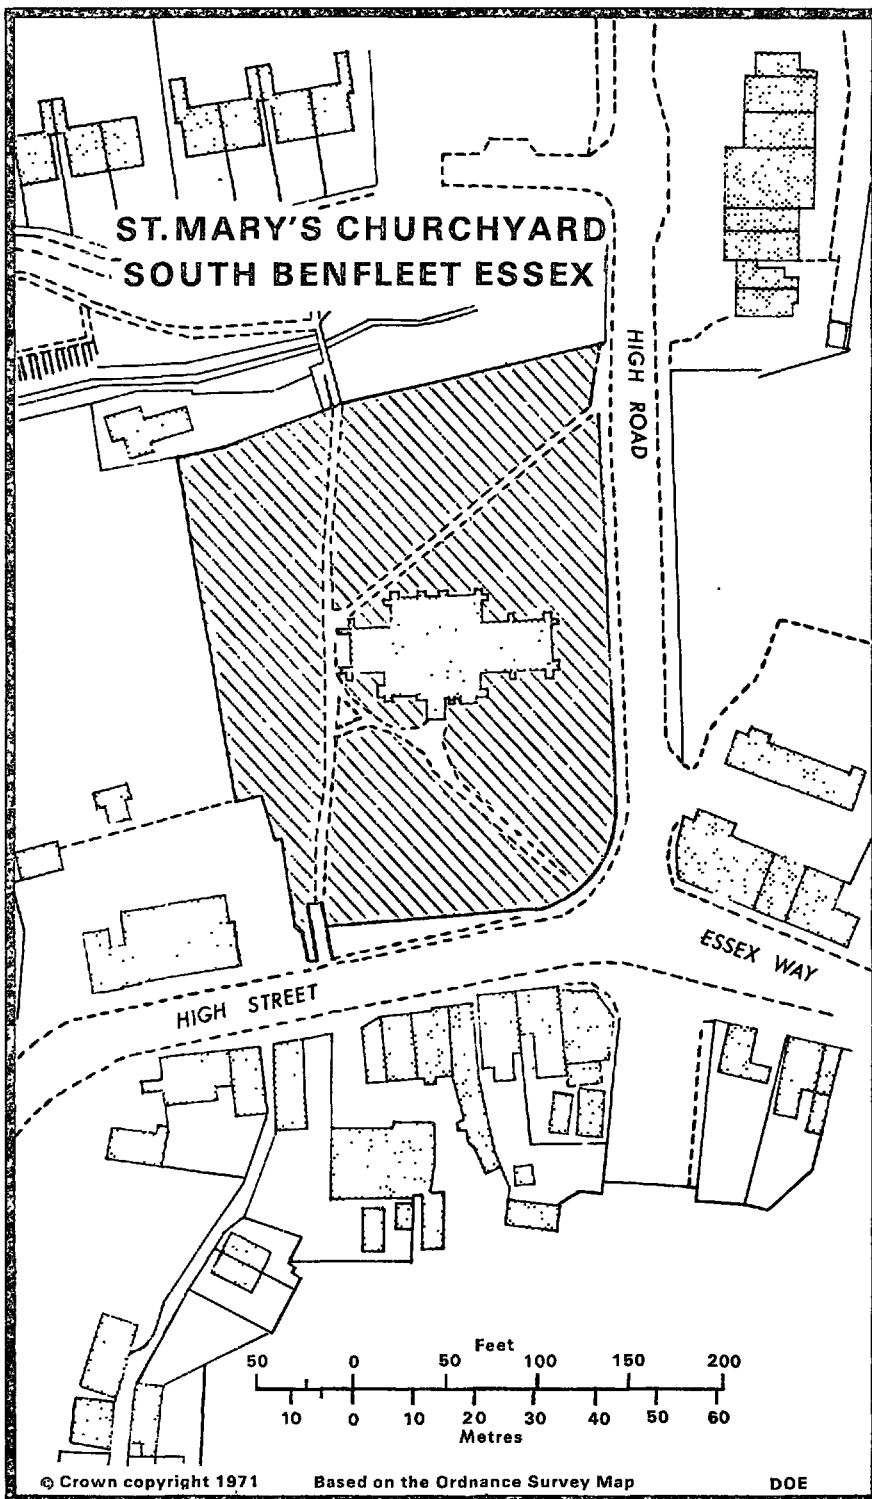 ST. MARY'S CHURCHYARD
SOUTH BENFLEET ESSEX
HIGH ROAD
ESSEX WAY
HIGH STREET
Feet
50 0 50 100 150 200
10 0 10 20 30 40 50 60
Metres
© Crown copyright 1971 Based on the Ordnance Survey Map DOE